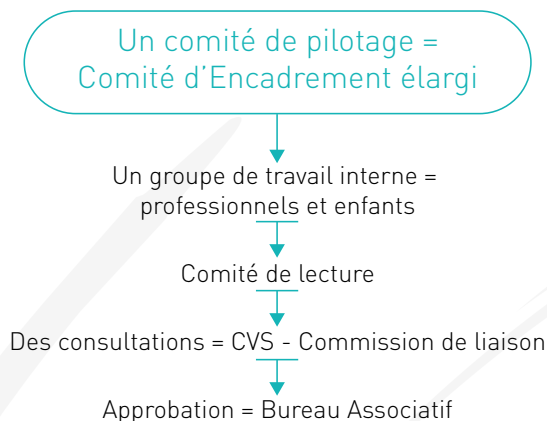 Un comité de pilotage =
Comité d’Encadrement élargi
Un groupe de travail interne =
professionnels et enfants
Comité de lecture
Des consultations = CVS - Commission de liaison
Approbation = Bureau Associatif